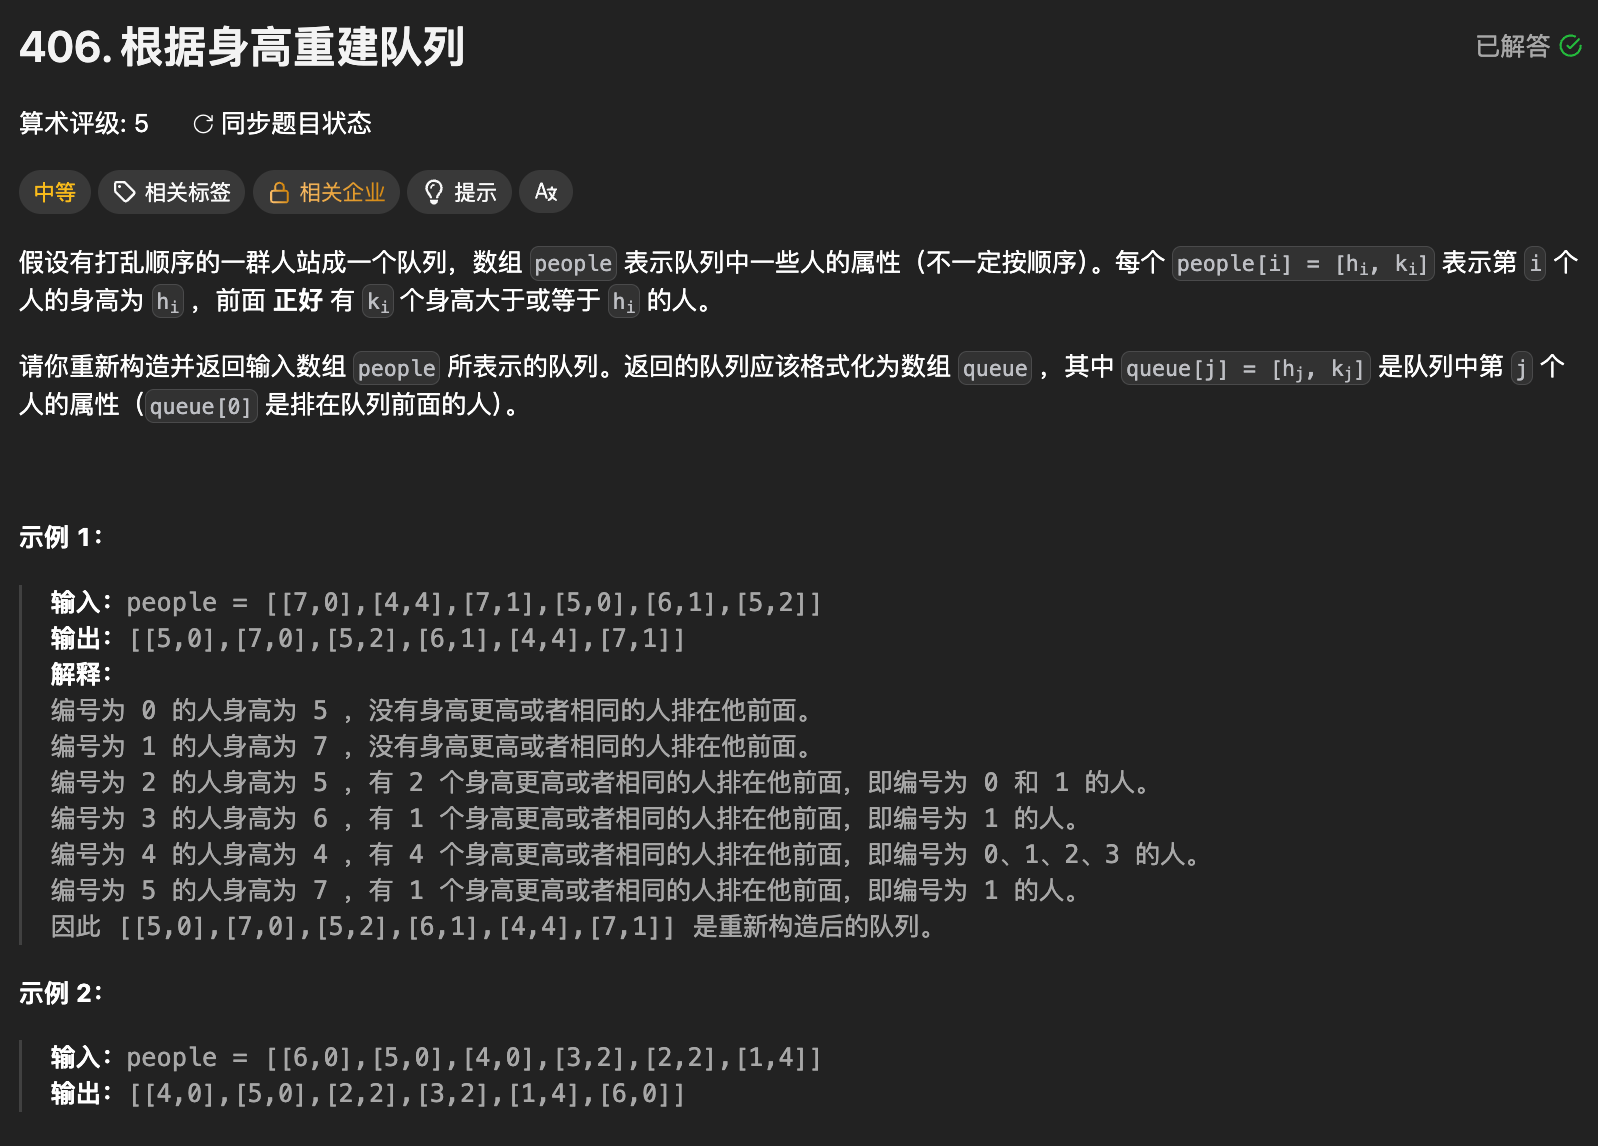 406. 根据身高重建队列
已解答
算术评级: 5 同步题目状态
中等 相关标签 相关企业 提示 Ax
假设有打乱顺序的一群人站成一个队列，数组 people 表示队列中一些人的属性（不一定按顺序）。每个 people[i] = [hi, ki] 表示第 i 个
人的身高为 hi ，前面 正好 有 ki 个身高大于或等于 hi 的人。
请你重新构造并返回输入数组 people 所表示的队列。返回的队列应该格式化为数组 queue ，其中 queue[j] = [hj, kj] 是队列中第 j 个
人的属性（queue[0] 是排在队列前面的人）。
示例 1：
输入：people = [[7,0],[4,4],[7,1],[5,0],[6,1],[5,2]]
输出：[[5,0],[7,0],[5,2],[6,1],[4,4],[7,1]]
解释：
编号为 0 的人身高为 5 ，没有身高更高或者相同的人排在他前面。
编号为 1 的人身高为 7 ，没有身高更高或者相同的人排在他前面。
编号为 2 的人身高为 5 ，有 2 个身高更高或者相同的人排在他前面，即编号为 0 和 1 的人。
编号为 3 的人身高为 6 ，有 1 个身高更高或者相同的人排在他前面，即编号为 1 的人。
编号为 4 的人身高为 4 ，有 4 个身高更高或者相同的人排在他前面，即编号为 0、1、2、3 的人。
编号为 5 的人身高为 7 ，有 1 个身高更高或者相同的人排在他前面，即编号为 1 的人。
因此 [[5,0],[7,0],[5,2],[6,1],[4,4],[7,1]] 是重新构造后的队列。
示例 2：
输入：people = [[6,0],[5,0],[4,0],[3,2],[2,2],[1,4]]
输出：[[4,0],[5,0],[2,2],[3,2],[1,4],[6,0]]